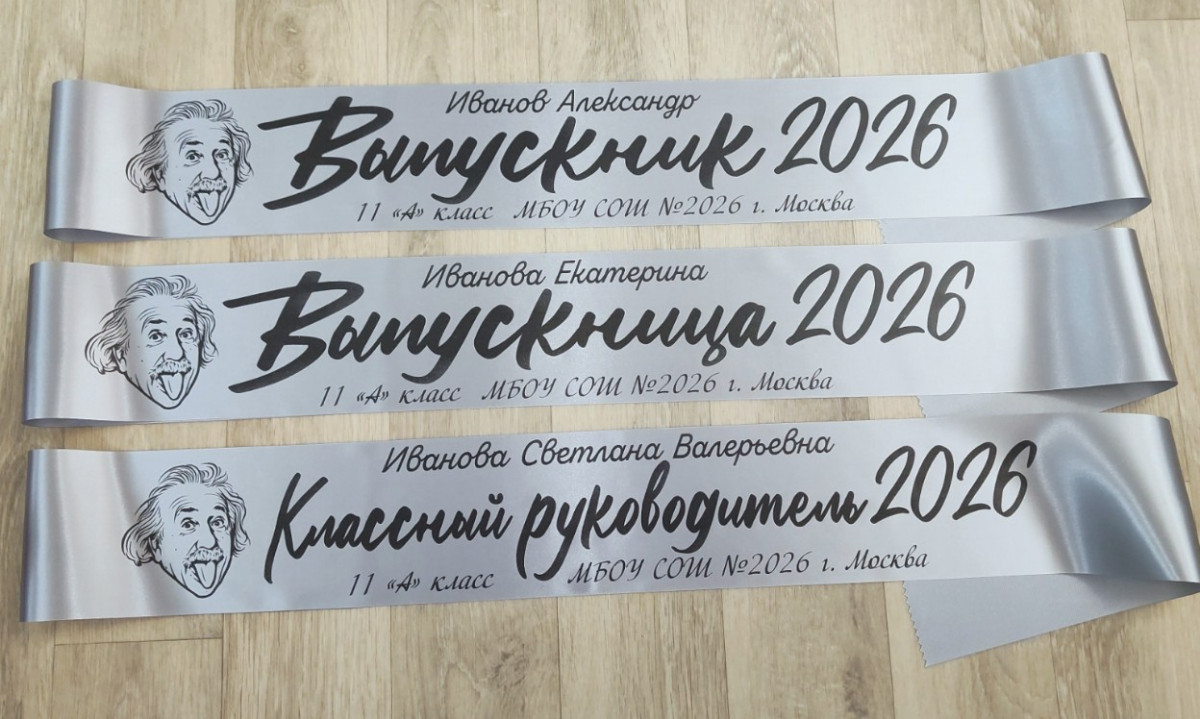 Иванов Александр
Выпускник 2026
11 «А» класс МБОУ СОШ №2026 г. Москва
Иванова Екатерина
Выпускница 2026
11 «А» класс МБОУ СОШ №2026 г. Москва
Иванова Светлана Валерьевна
Классный руководитель 2026
11 «А» класс МБОУ СОШ №2026 г. Москва